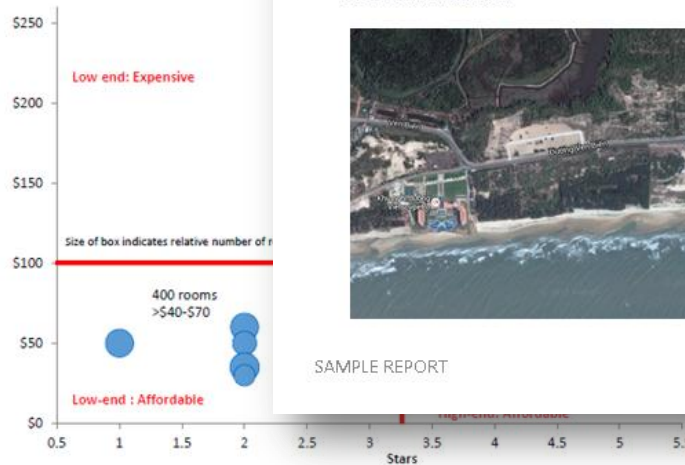 $250
Low end: Expensive
$200
$150
Size of box indicates relative number of
$100
400 rooms
>$40-$70
$50
Low-end : Affordable
High-end: Affordable
$0
0.5 1 1.5 2 2.5 3 3.5 4 4.5 5 5.
Stars
SAMPLE REPORT